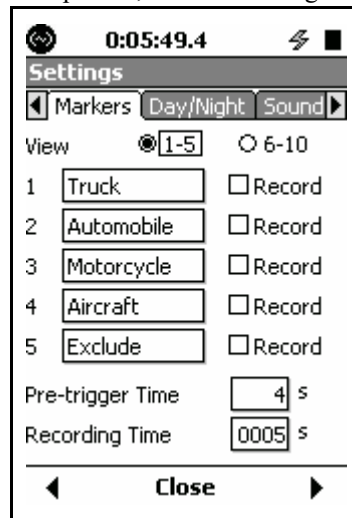 0:05:49.4
Settings
Markers Day/Night Sound
View 1-5 6-10
1 Truck Record
2 Automobile Record
3 Motorcycle Record
4 Aircraft Record
5 Exclude Record
Pre-trigger Time 4 s
Recording Time 0005 s
Close